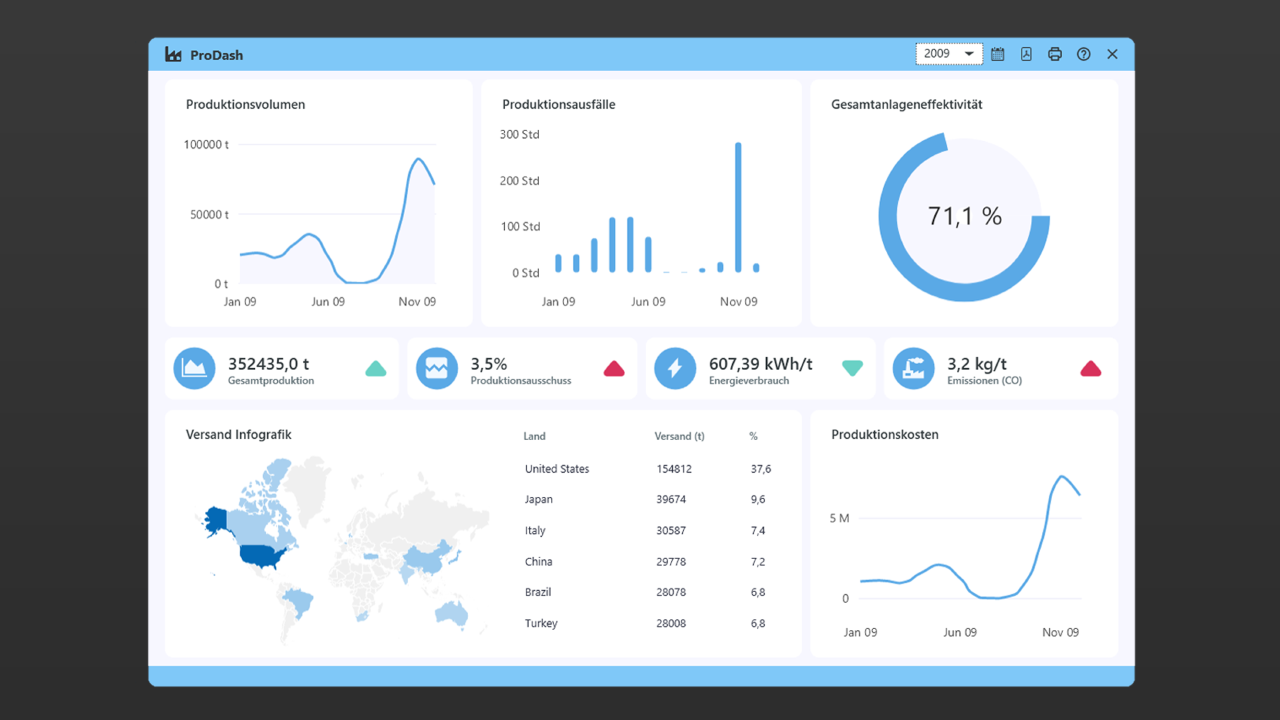 ProDash
2009
Produktionsvolumen
100000 t
50000 t
0 t
Jan 09 Jun 09 Nov 09
Produktionsausfälle
300 Std
200 Std
100 Std
0 Std
Jan 09 Jun 09 Nov 09
Gesamtanlageneffektivität
71,1 %
352435,0 t
Gesamtproduktion
3,5%
Produktionsausschuss
607,39 kWh/t
Energieverbrauch
3,2 kg/t
Emissionen (CO)
Versand Infografik
Land Versand (t) %
United States 154812 37,6
Japan 39674 9,6
Italy 30587 7,4
China 29778 7,2
Brazil 28078 6,8
Turkey 28008 6,8
Produktionskosten
5 M
0
Jan 09 Jun 09 Nov 09